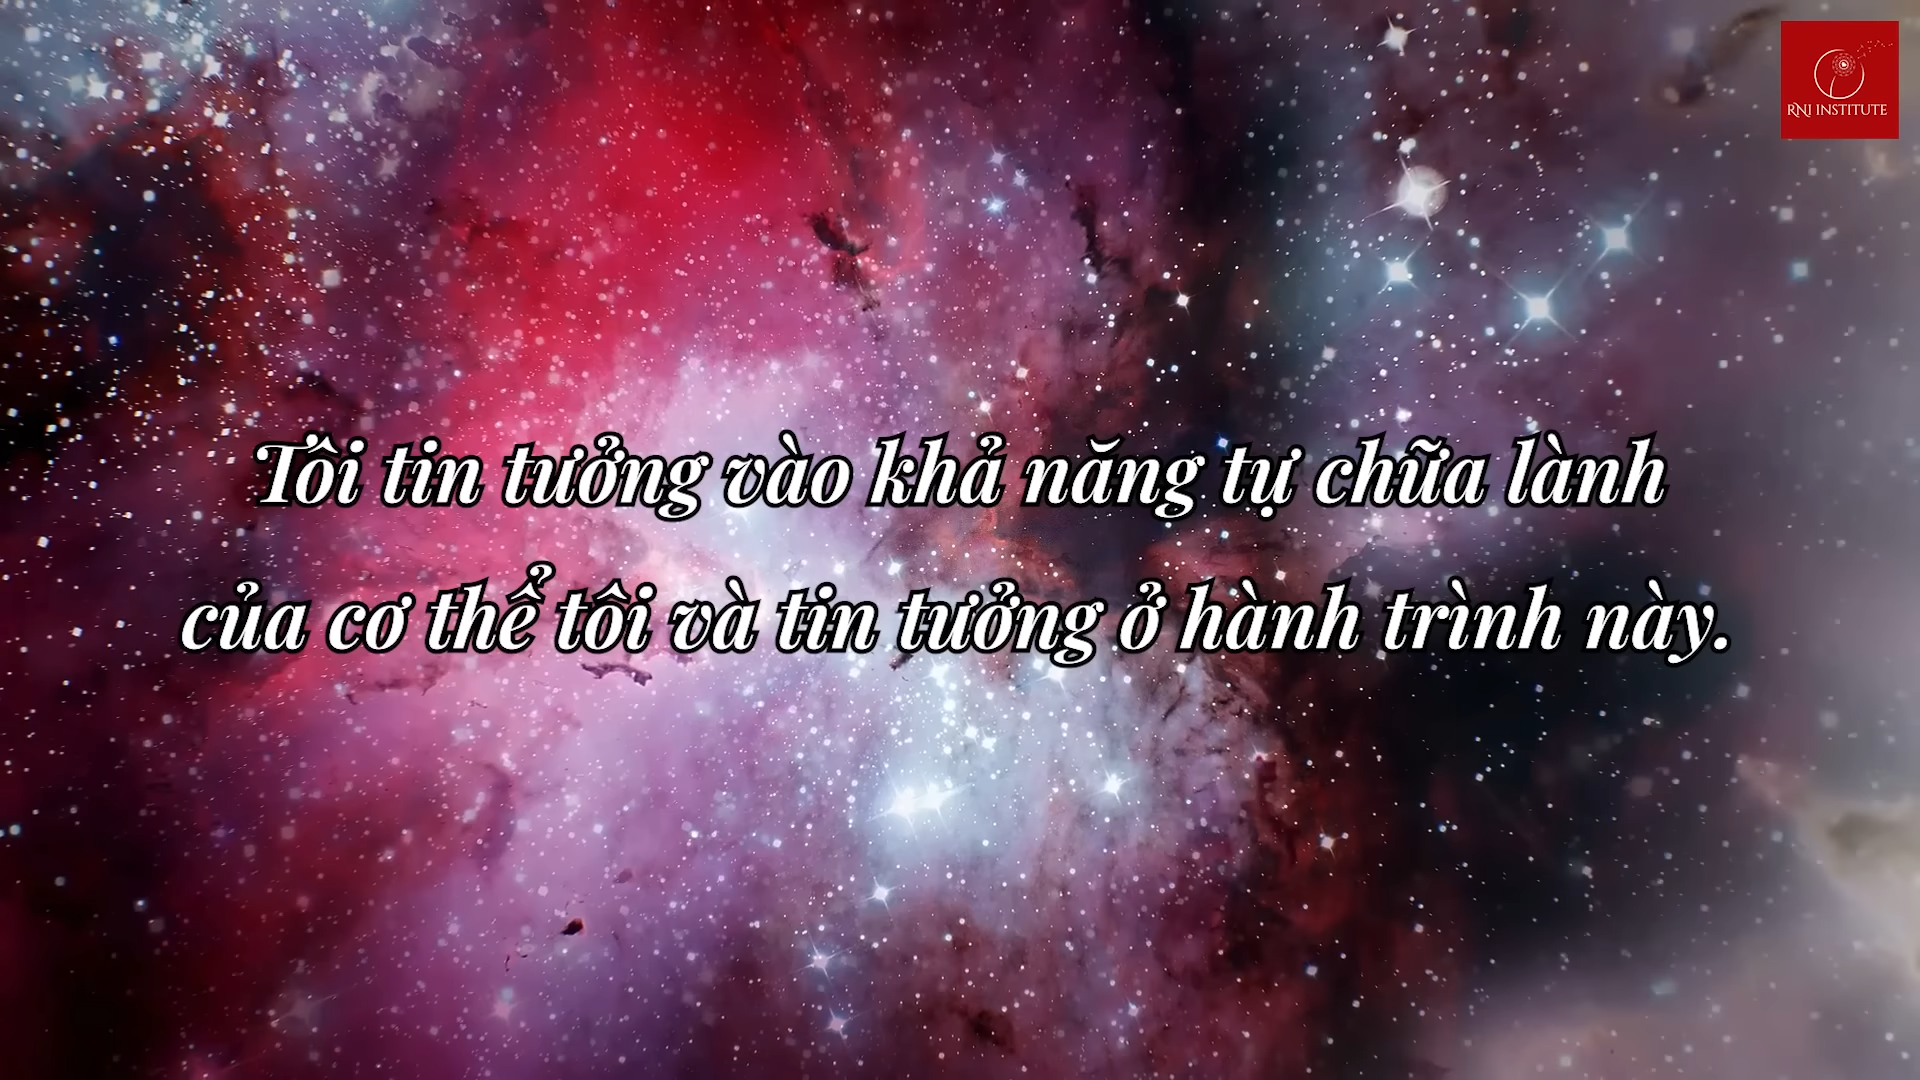 RNI INSTITUTE
Tôi tin tưởng vào khả năng tự chữa lành
của cơ thể tôi và tin tưởng ở hành trình này.